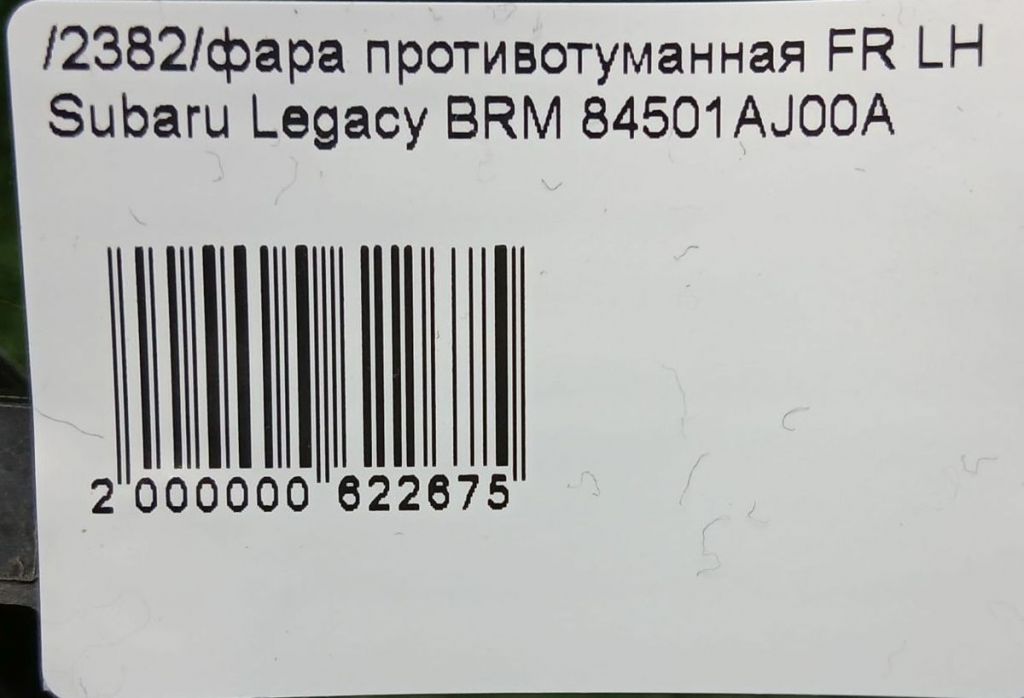 /2382/фара противотуманная FR LH
Subaru Legacy BRM 84501AJ00A
2 000000 622675